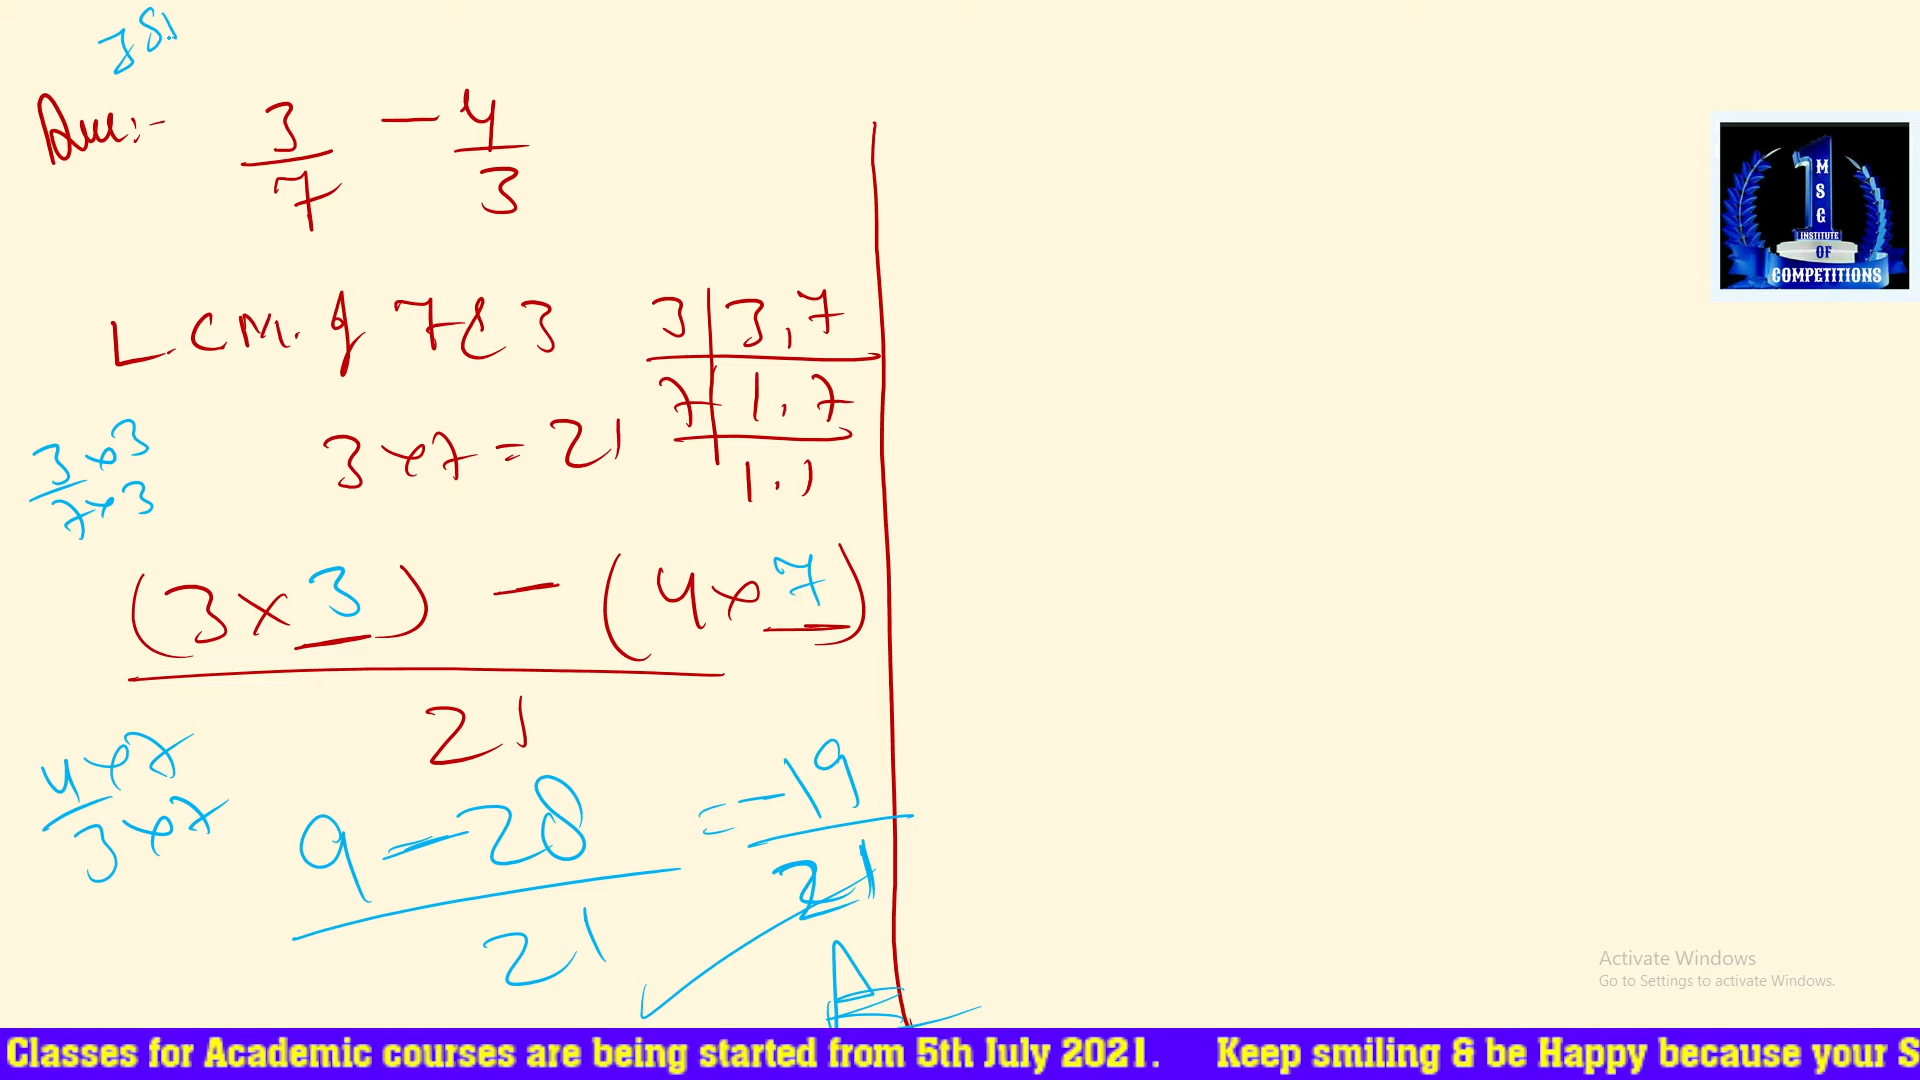 Que:- 3/7 - 4/3
L.C.M. of 7 & 3
3 | 3, 7
7 | 1, 7
1, 1
3 × 7 = 21
3 × 3
7 × 3
(3 × 3) - (4 × 7)
21
4 × 7
3 × 7
9 - 28
21
= -19
21
M
S
G
INSTITUTE
OF
COMPETITIONS
Activate Windows
Go to Settings to activate Windows.
Classes for Academic courses are being started from 5th July 2021. Keep smiling & be Happy because your S